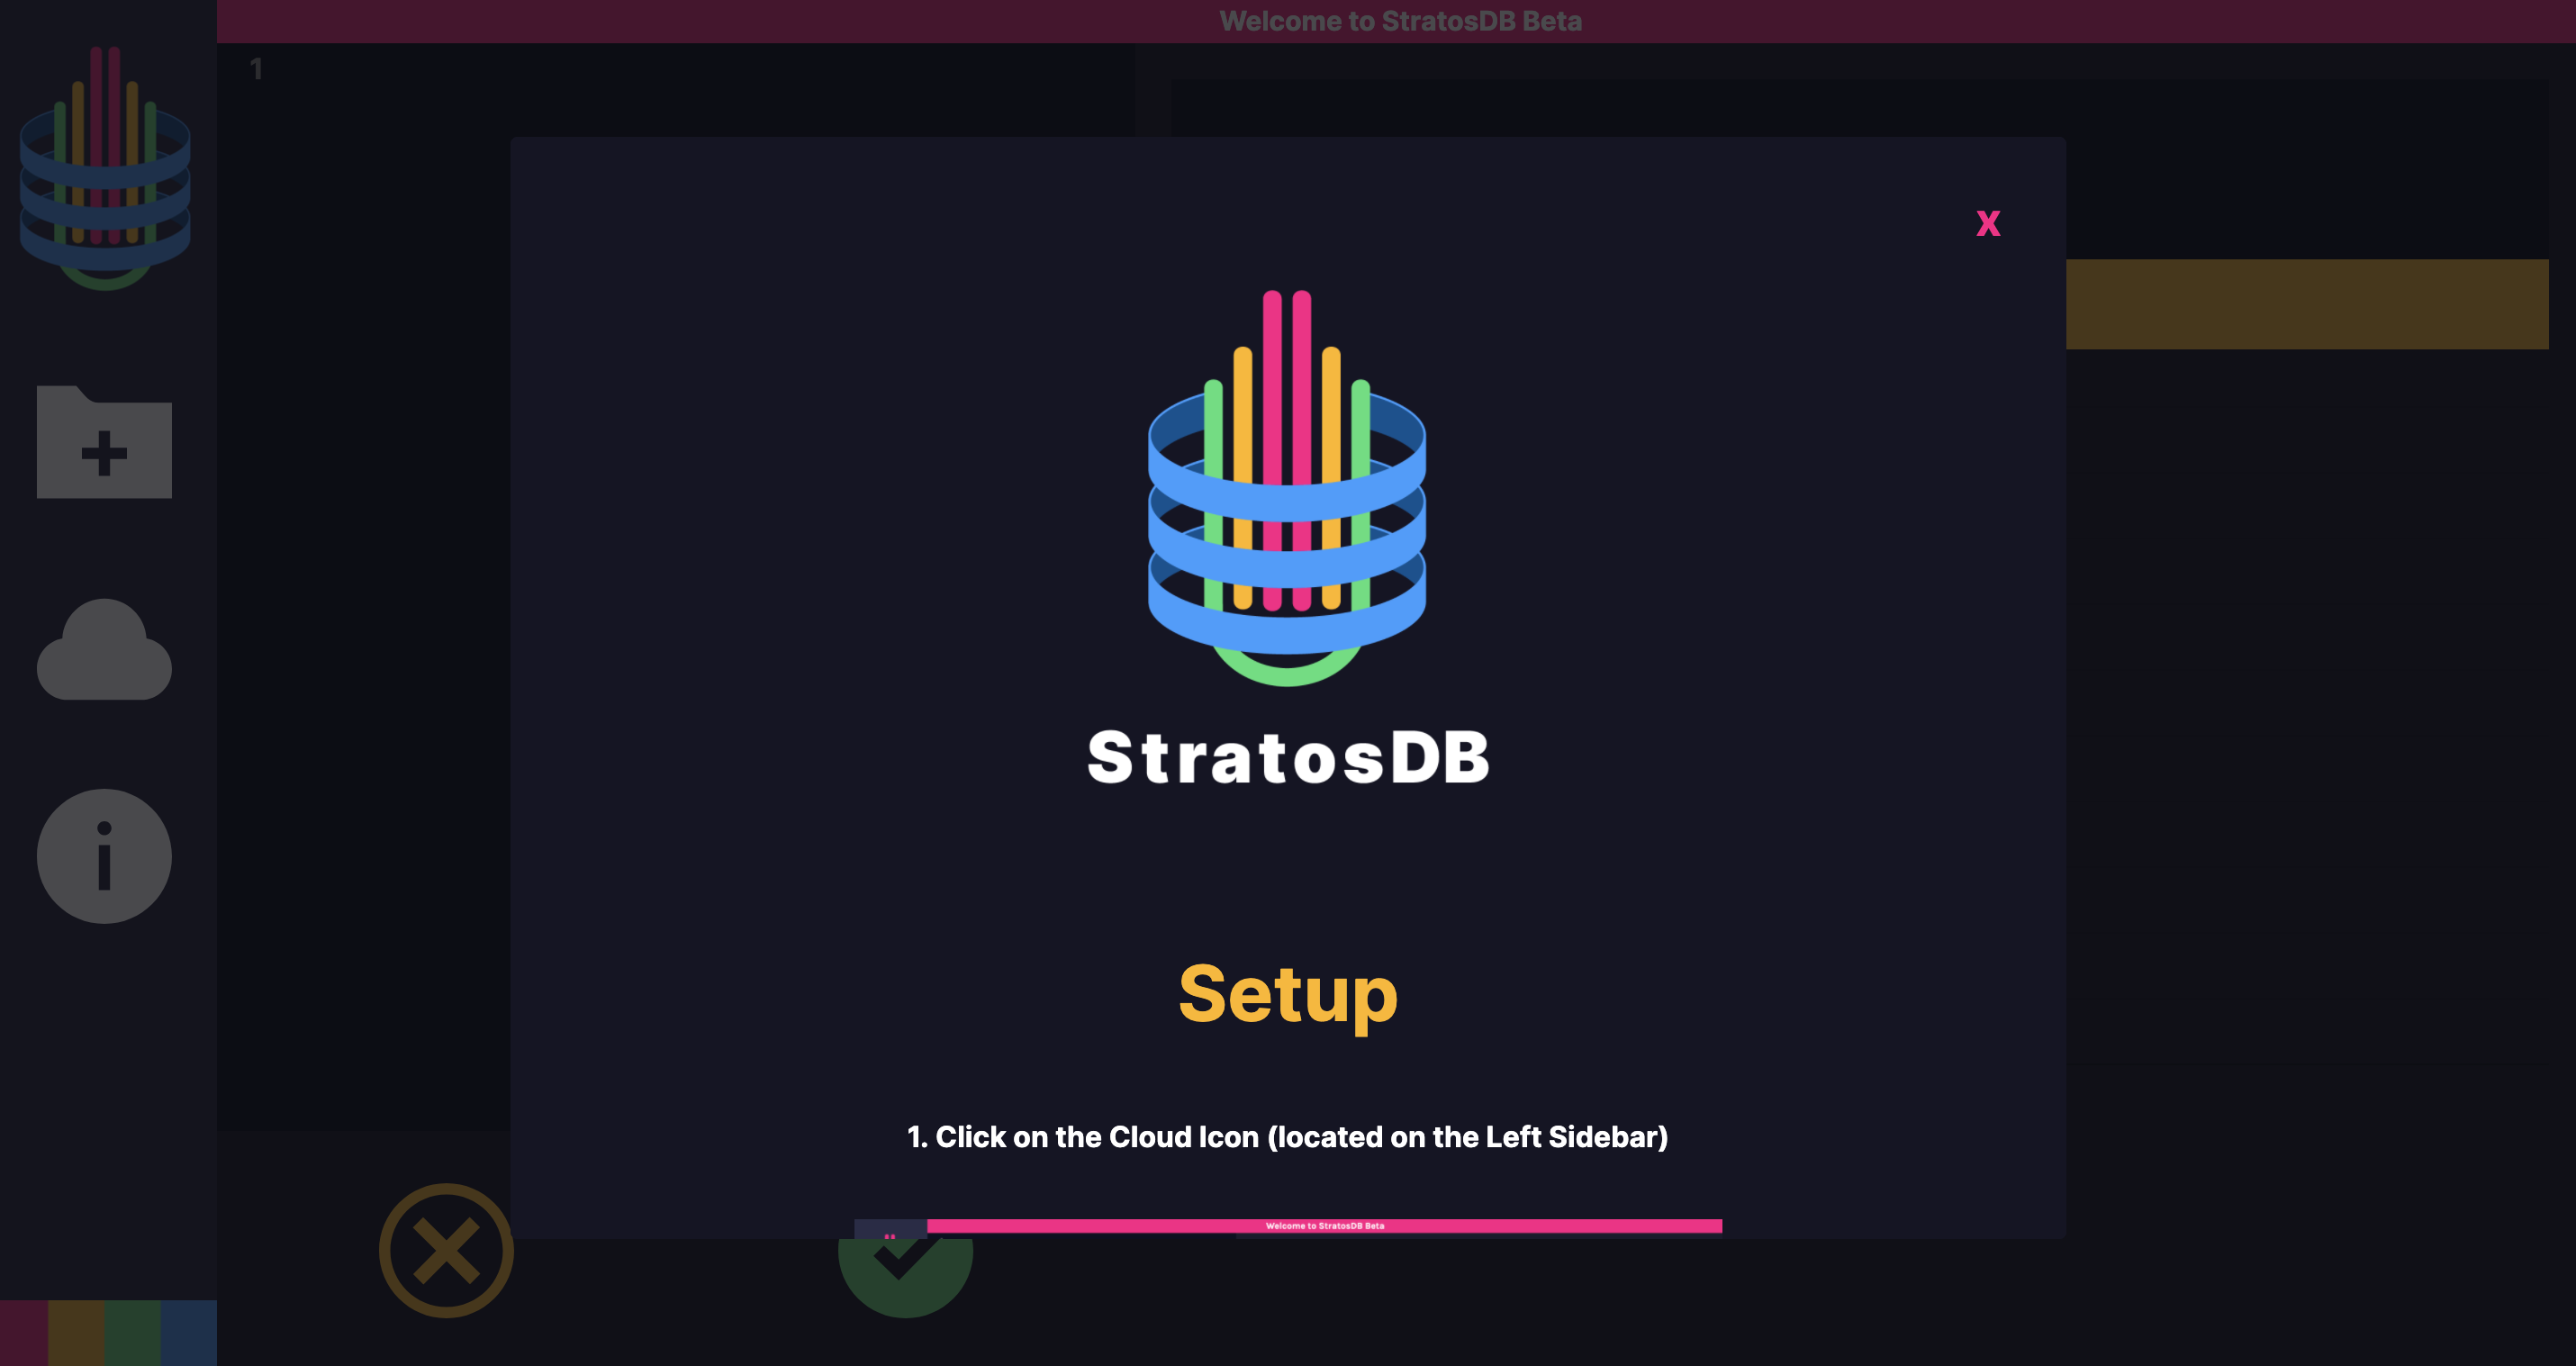 Welcome to StratosDB Beta
1
X
StratosDB
Setup
1. Click on the Cloud Icon (located on the Left Sidebar)
Welcome to StratosDB Beta